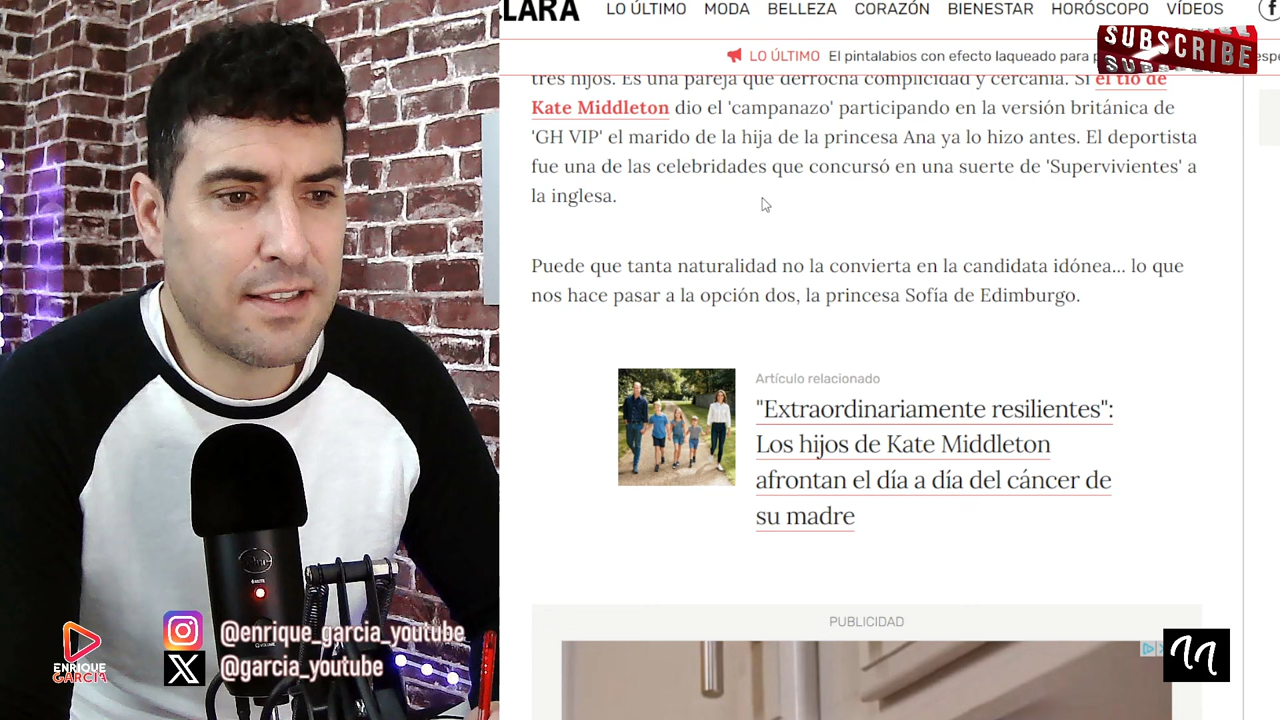 CLARA
LO ÚLTIMO MODA BELLEZA CORAZÓN BIENESTAR HORÓSCOPO VÍDEOS
LO ÚLTIMO El pintalabios con efecto laqueado para
SUBSCRIBE
tres hijos. Es una pareja que derrocha complicidad y cercanía. Si el tío de
Kate Middleton dio el 'campanazo' participando en la versión británica de
'GH VIP' el marido de la hija de la princesa Ana ya lo hizo antes. El deportista
fue una de las celebridades que concursó en una suerte de 'Supervivientes' a
la inglesa.
Puede que tanta naturalidad no la convierta en la candidata idónea... lo que
nos hace pasar a la opción dos, la princesa Sofía de Edimburgo.
Artículo relacionado
"Extraordinariamente resilientes":
Los hijos de Kate Middleton
afrontan el día a día del cáncer de
su madre
PUBLICIDAD
ENRIQUE
GARCIA
@enrique_garcia_youtube
@garcia_youtube